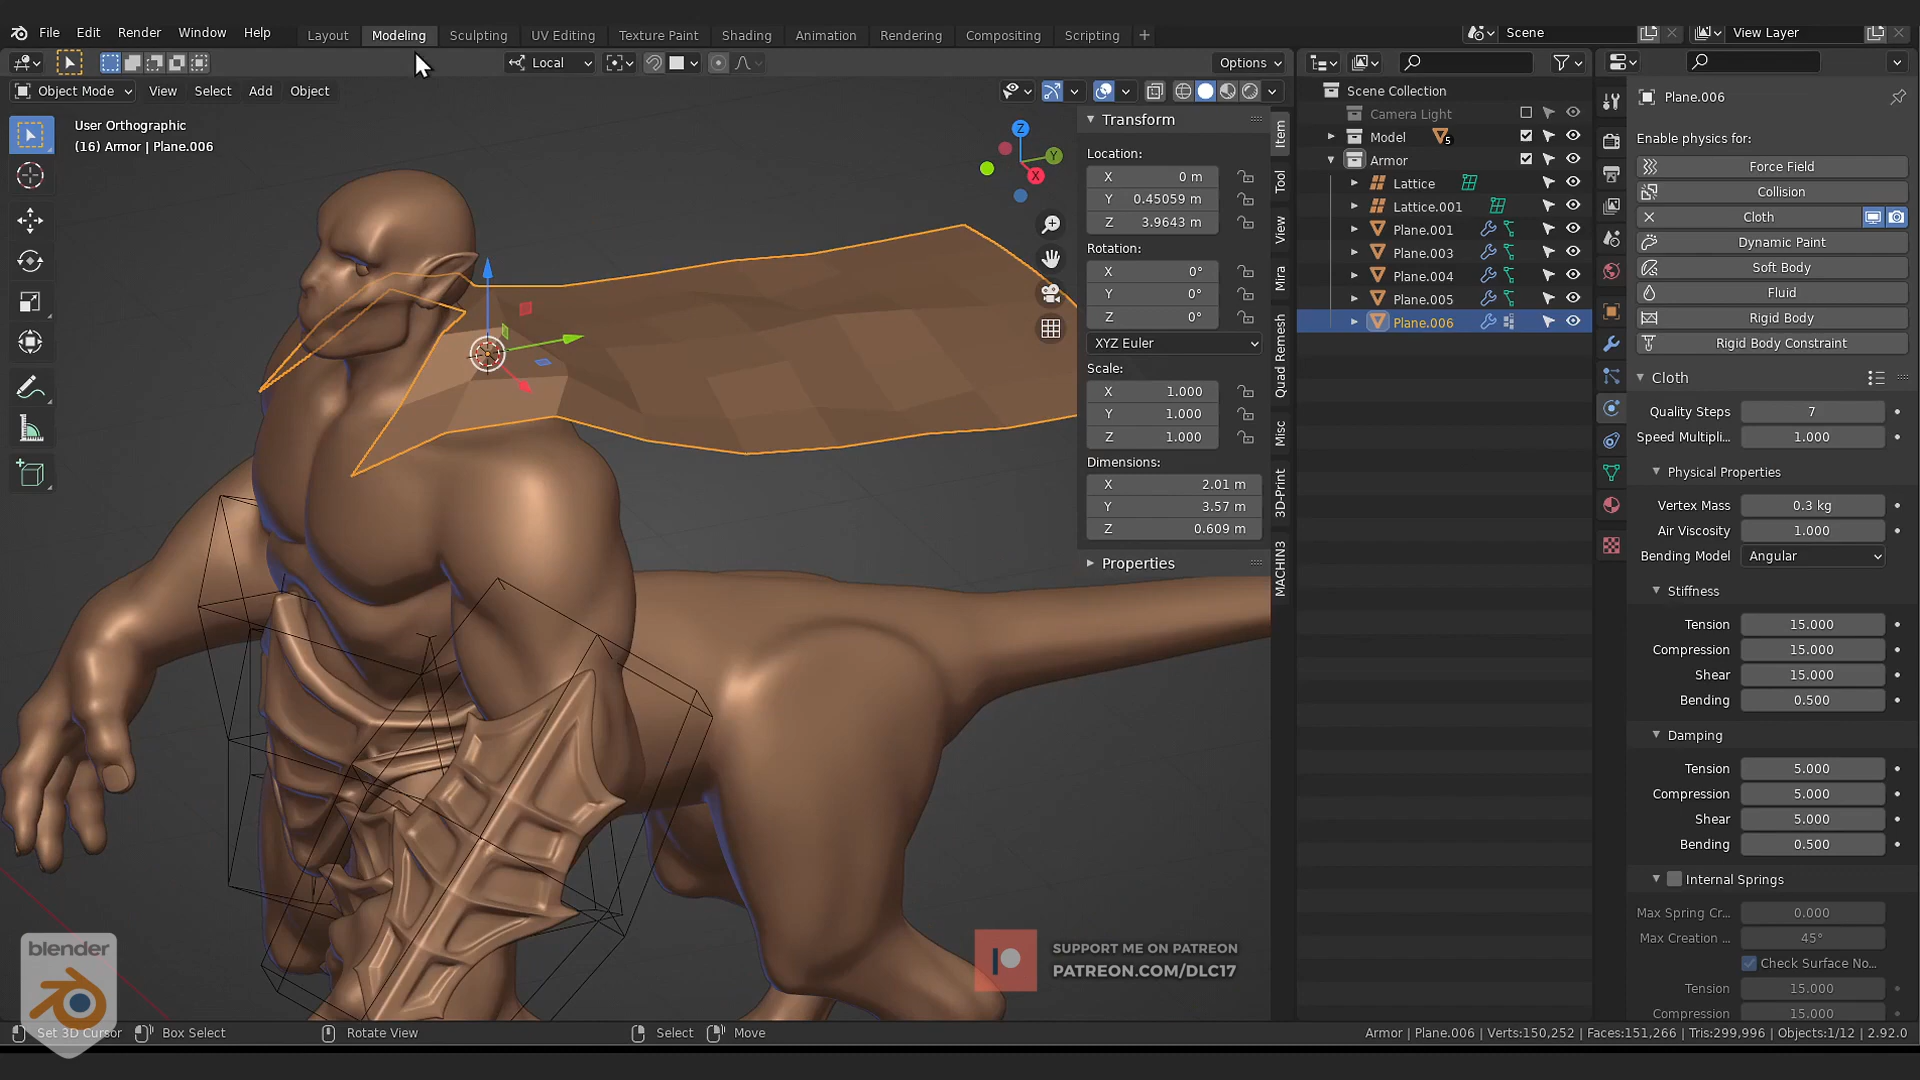 File Edit Render Window Help Layout Modeling Sculpting UV Editing Texture Paint Shading Animation Rendering Compositing Scripting + Scene View Layer
Local Options
Object Mode View Select Add Object
User Orthographic
(16) Armor | Plane.006
Z
Y
X
Transform
Location:
X 0 m
Y 0.45059 m
Z 3.9643 m
Rotation:
X 0°
Y 0°
Z 0°
XYZ Euler
Scale:
X 1.000
Y 1.000
Z 1.000
Dimensions:
X 2.01 m
Y 3.57 m
Z 0.609 m
Properties
Item
Tool
View
Mira
Quad Remesh
Misc
3D-Print
MACHIN3
Scene Collection
Camera Light
Model 5
Armor
Lattice
Lattice.001
Plane.001
Plane.003
Plane.004
Plane.005
Plane.006
Plane.006
Enable physics for:
Force Field
Collision
Cloth
Dynamic Paint
Soft Body
Fluid
Rigid Body
Rigid Body Constraint
Cloth
Quality Steps 7
Speed Multipli... 1.000
Physical Properties
Vertex Mass 0.3 kg
Air Viscosity 1.000
Bending Model Angular
Stiffness
Tension 15.000
Compression 15.000
Shear 15.000
Bending 0.500
Damping
Tension 5.000
Compression 5.000
Shear 5.000
Bending 0.500
Internal Springs
Max Spring Cr... 0.000
Max Creation ... 45°
Check Surface No...
Tension 15.000
Compression 15.000
blender
SUPPORT ME ON PATREON
PATREON.COM/DLC17
Set 3D Cursor Box Select Rotate View Select Move Armor | Plane.006 | Verts:150,252 | Faces:151,266 | Tris:299,996 | Objects:1/12 | 2.92.0